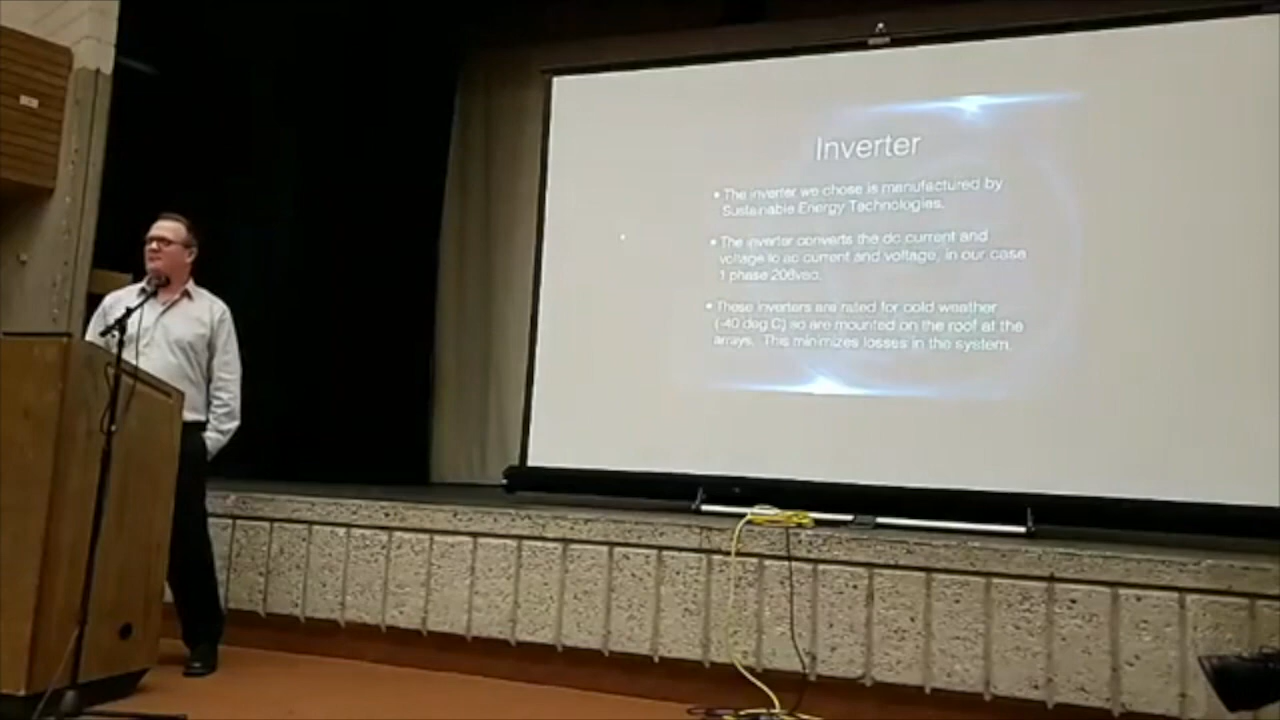 Inverter
• The inverter we chose is manufactured by
Sustainable Energy Technologies.
• The inverter converts the dc current and
voltage to ac current and voltage, in our case
1 phase 208vac.
• These inverters are rated for cold weather
(-40 deg C) so are mounted on the roof at the
arrays. This minimizes losses in the system.